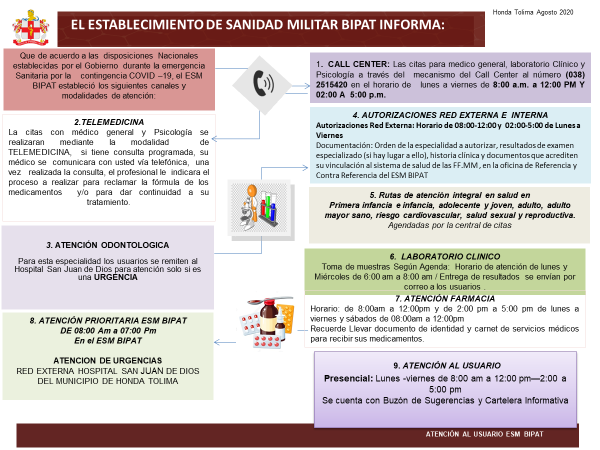 Honda Tolima Agosto 2020
EL ESTABLECIMIENTO DE SANIDAD MILITAR BIPAT INFORMA:
Que de acuerdo a las disposiciones Nacionales
establecidas por el Gobierno durante la emergencia
Sanitaria por la contingencia COVID –19, el ESM
BIPAT estableció los siguientes canales y
modalidades de atención:
1. CALL CENTER: Las citas para medico general, laboratorio Clínico y
Psicología a través del mecanismo del Call Center al número (038)
2515420 en el horario de lunes a viernes de 8:00 a.m. a 12:00 PM Y
02:00 A 5:00 p.m.
2.TELEMEDICINA
La citas con médico general y Psicología se
realizaran mediante la modalidad de
TELEMEDICINA, si tiene consulta programada, su
médico se comunicara con usted vía telefónica, una
vez realizada la consulta, el profesional le indicara el
proceso a realizar para reclamar la fórmula de los
medicamentos y/o para dar continuidad a su
tratamiento.
3. ATENCIÓN ODONTOLOGICA
Para esta especialidad los usuarios se remiten al
Hospital San Juan de Dios para atención solo si es
una URGENCIA
4. AUTORIZACIONES RED EXTERNA E INTERNA
Autorizaciones Red Externa: Horario de 08:00-12:00 y 02:00-5:00 de Lunes a
Viernes
Documentación: Orden de la especialidad a autorizar, resultados de examen
especializado (si hay lugar a ello), historia clínica y documentos que acrediten
su vinculación al sistema de salud de las FF.MM , en la oficina de Referencia y
Contra Referencia del ESM BIPAT
5. Rutas de atención integral en salud en
Primera infancia e infancia, adolecente y joven, adulto, adulto
mayor sano, riesgo cardiovascular, salud sexual y reproductiva.
Agendadas por la central de citas
6. LABORATORIO CLINICO
Toma de muestras Según Agenda: Horario de atención de lunes y
Miércoles de 6:00 am a 8:00 am / Entrega de resultados se envían por
correo a los usuarios .
7. ATENCIÓN FARMACIA
Horario: de 8:00am a 12:00pm y de 2:00 pm a 5:00 pm de lunes a
viernes y sábados de 08:00am a 12:00pm
Recuerde Llevar documento de identidad y carnet de servicios médicos
para recibir sus medicamentos.
8. ATENCIÓN PRIORITARIA ESM BIPAT
DE 08:00 Am a 07:00 Pm
En el ESM BIPAT
ATENCION DE URGENCIAS
RED EXTERNA HOSPITAL SAN JUAN DE DIOS
DEL MUNICIPIO DE HONDA TOLIMA
9. ATENCIÓN AL USUARIO
Presencial: Lunes -viernes de 8:00 am a 12:00 pm—2:00 a
5:00 pm
Se cuenta con Buzón de Sugerencias y Cartelera Informativa
ATENCIÓN AL USUARIO ESM BIPAT